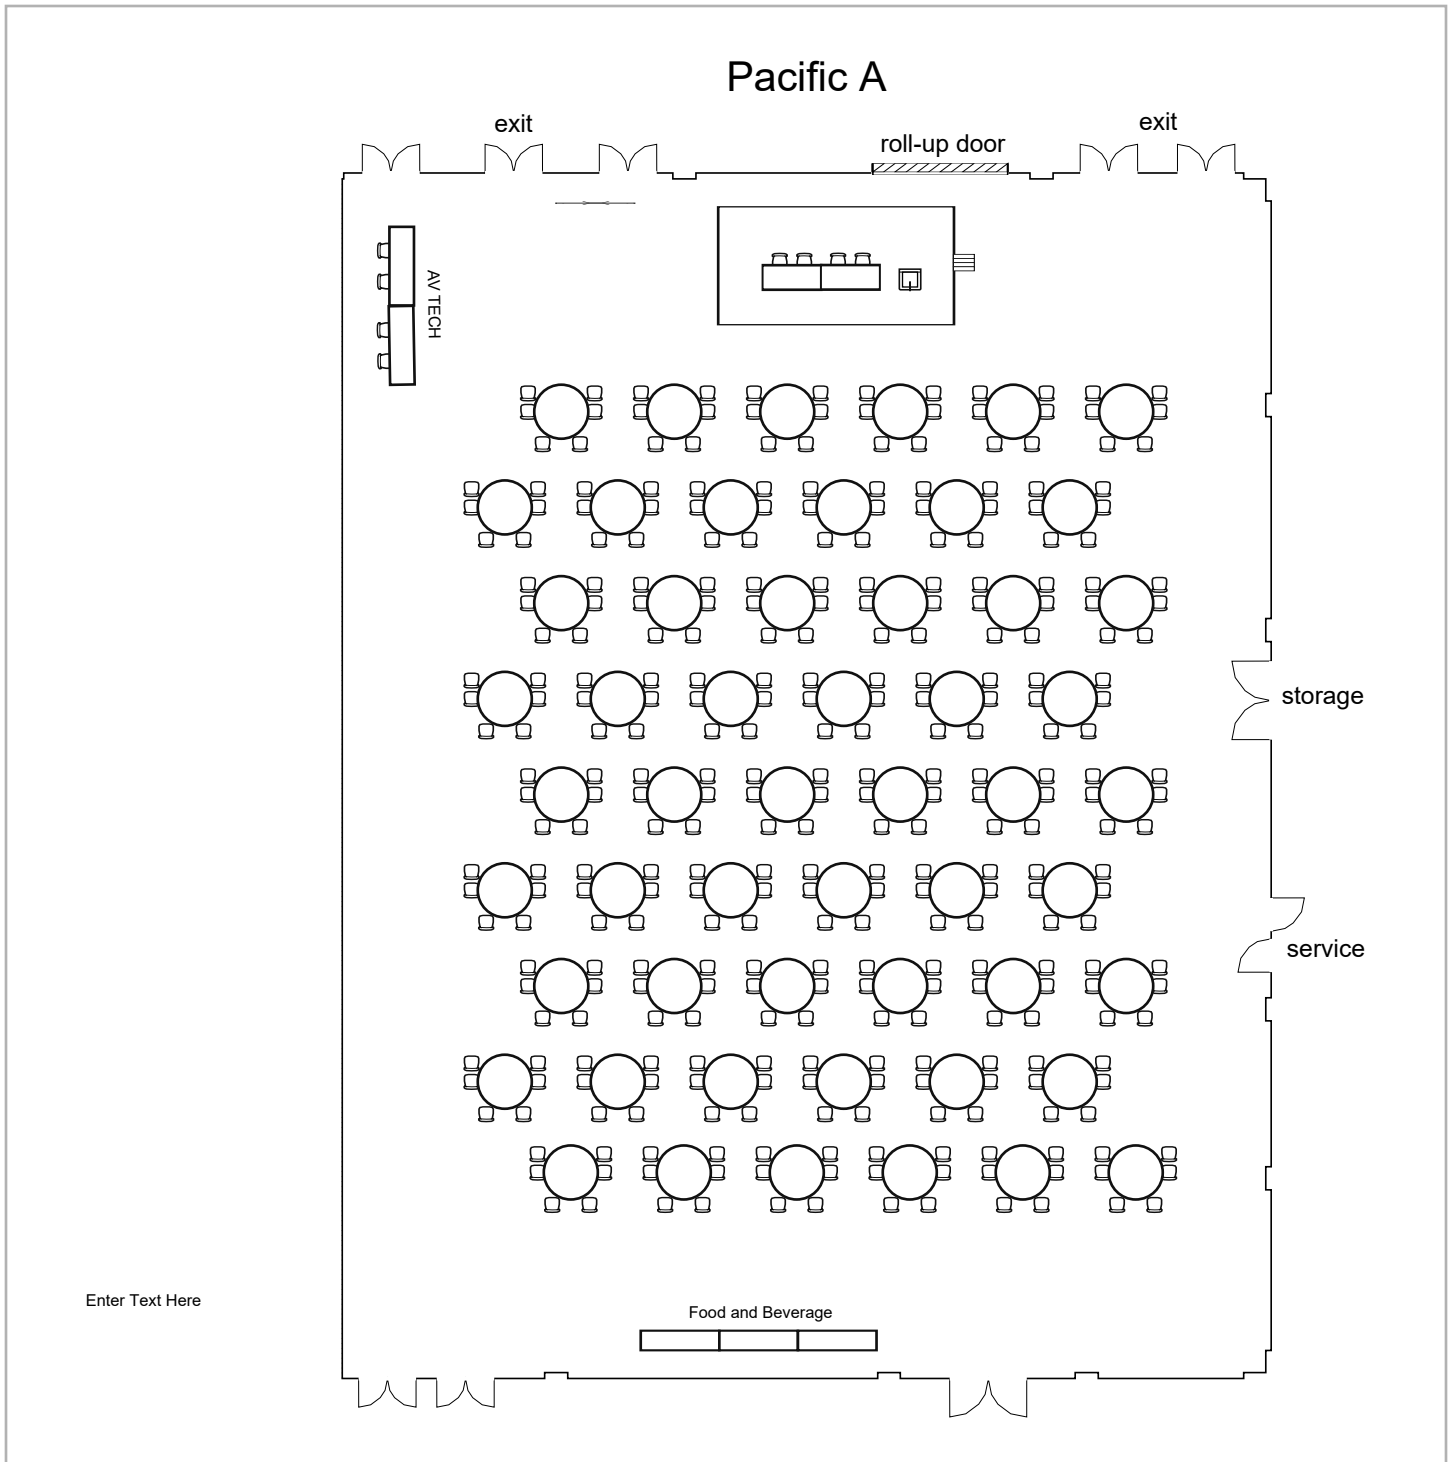 Pacific A
exit
exit
roll-up door
AV TECH
storage
service
Enter Text Here
Food and Beverage